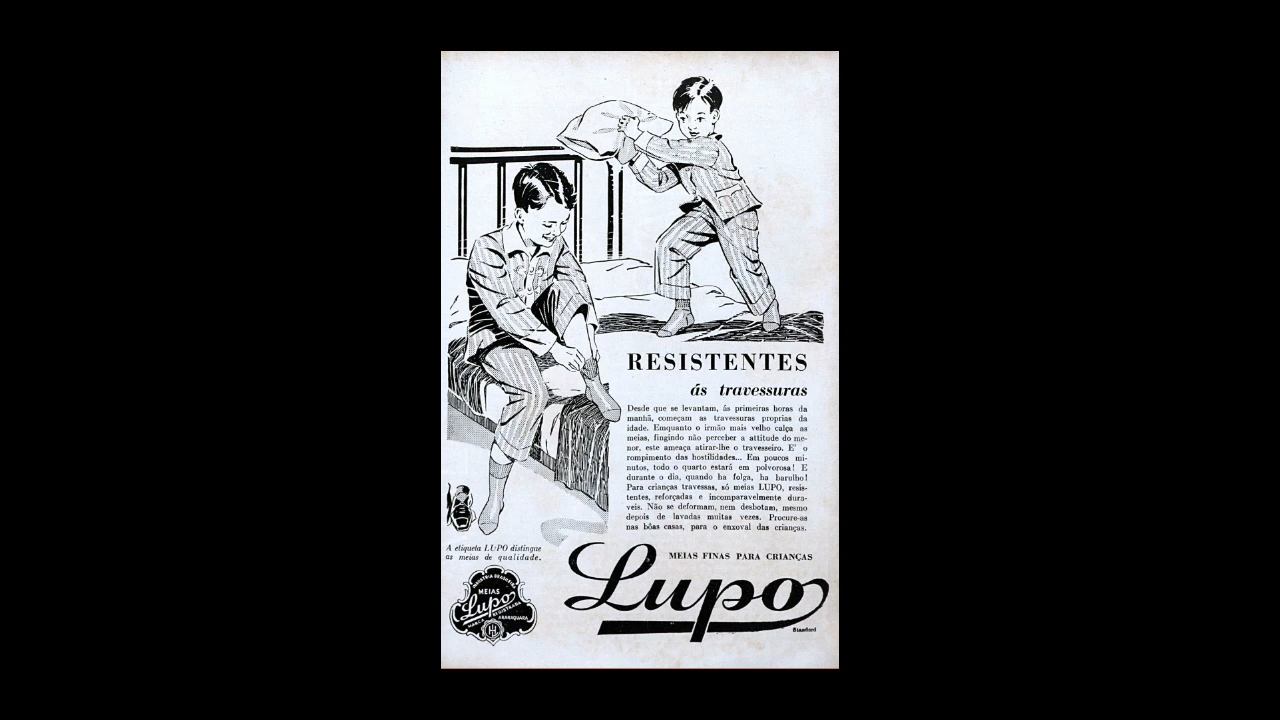 RESISTENTES
ás travessuras
Desde que se levantam, ás primeiras horas da
manhã, começam as travessuras proprias da
idade. Emquanto o irmão mais velho calça as
meias, fingindo não perceber a attitude do me-
nor, este ameaça atirar-lhe o travesseiro. E' o
rompimento das hostilidades... Em poucos mi-
nutos, todo o quarto estará em polvorosa! E
durante o dia, quando ha folga, ha barulho!
Para crianças travessas, só meias LUPO, resis-
tentes, reforçadas e incomparavelmente dura-
veis. Não se deformam, nem desbotam, mesmo
depois de lavadas muitas vezes. Procure-as
nas bôas casas, para o enxoval das crianças.
A etiqueta LUPO distingue
as meias de qualidade.
INDUSTRIA BRASILEIRA
MEIAS
Lupo
MARCA REGISTRADA
ARARAQUARA
MEIAS FINAS PARA CRIANÇAS
Lupo